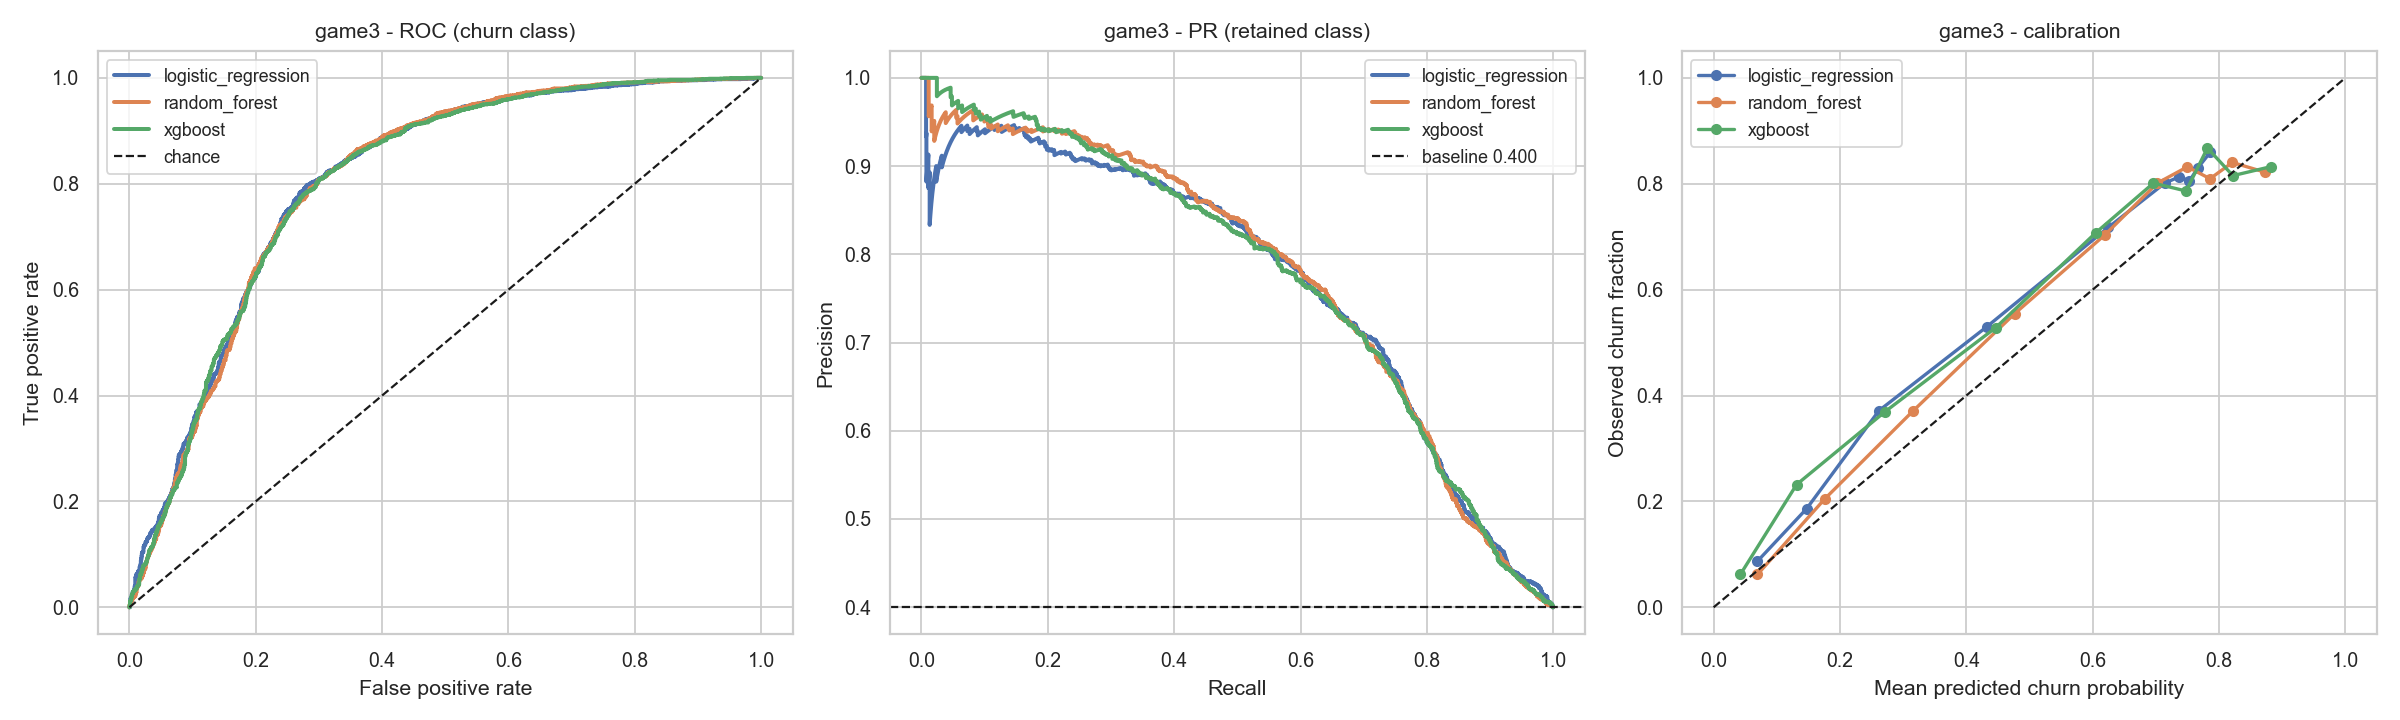 game3 - ROC (churn class)
logistic_regression
random_forest
xgboost
chance
1.0
0.8
0.6
0.4
0.2
0.0
True positive rate
0.0 0.2 0.4 0.6 0.8 1.0
False positive rate
game3 - PR (retained class)
logistic_regression
random_forest
xgboost
baseline 0.400
1.0
0.9
0.8
0.7
0.6
0.5
0.4
Precision
0.0 0.2 0.4 0.6 0.8 1.0
Recall
game3 - calibration
logistic_regression
random_forest
xgboost
1.0
0.8
0.6
0.4
0.2
0.0
Observed churn fraction
0.0 0.2 0.4 0.6 0.8 1.0
Mean predicted churn probability